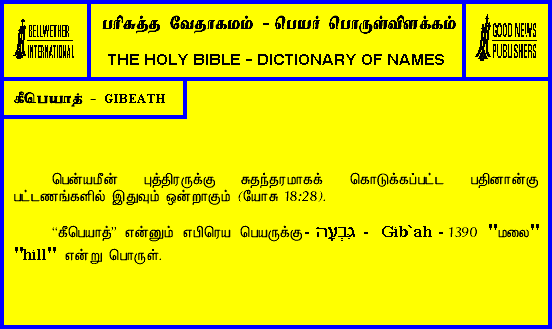 BELLWETHER
INTERNATIONAL
பரிசுத்த வேதாகமம் - பெயர் பொருள்விளக்கம்
THE HOLY BIBLE - DICTIONARY OF NAMES
GOOD NEWS
PUBLISHERS
கீபெயாத் - GIBEATH
பென்யமீன் புத்திரருக்கு சுதந்தரமாகக் கொடுக்கப்பட்ட பதினான்கு
பட்டணங்களில் இதுவும் ஒன்றாகும் (யோசு 18:28).
“கீபெயாத்” என்னும் எபிரெய பெயருக்கு- גִּבְעָה - Gib`ah - 1390 "மலை"
"hill" என்று பொருள்.